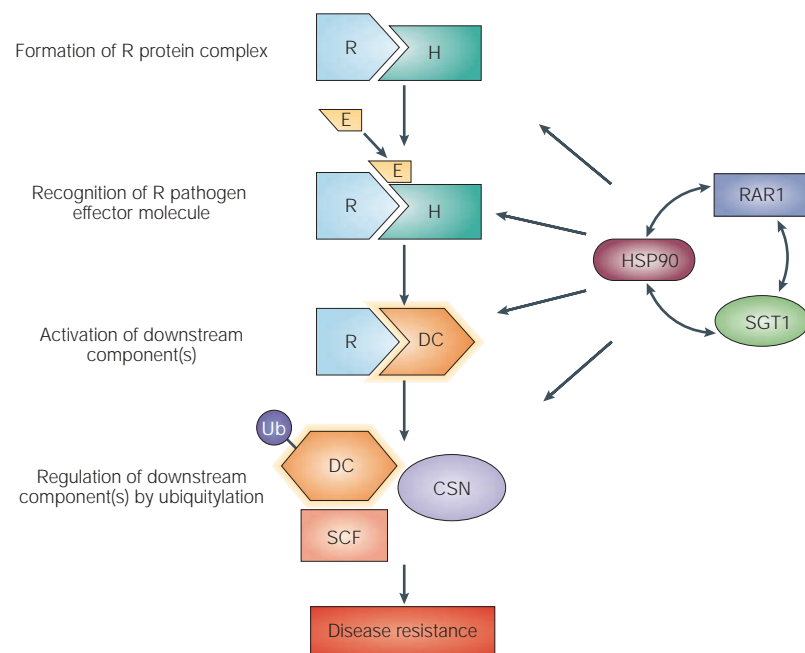 Formation of R protein complex
R
H
E
E
Recognition of R pathogen
effector molecule
R
H
RAR1
HSP90
SGT1
Activation of downstream
component(s)
R
DC
Ub
Regulation of downstream
component(s) by ubiquitylation
DC
CSN
SCF
Disease resistance